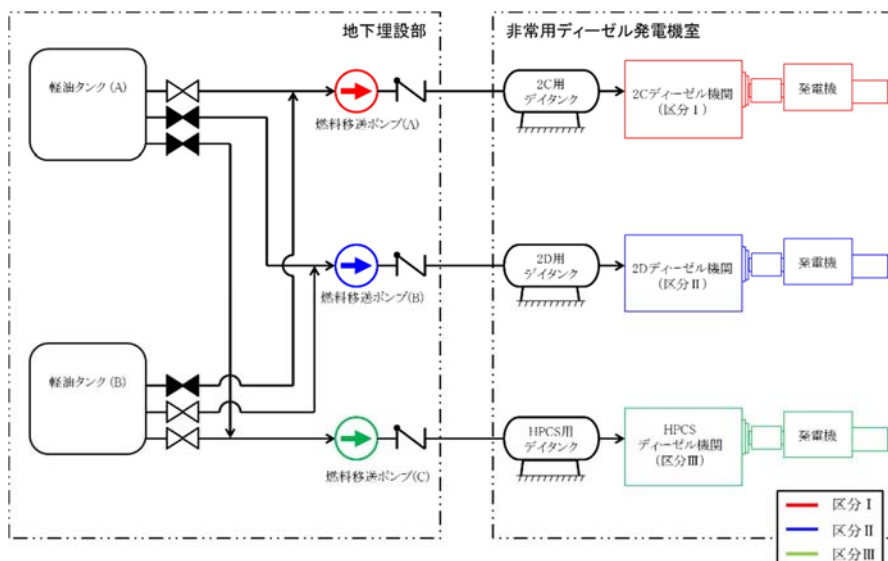 地下埋設部
非常用ディーゼル発電機室
軽油タンク(A)
燃料移送ポンプ(A)
2C用
デイタンク
2Cディーゼル機関
(区分Ⅰ)
発電機
燃料移送ポンプ(B)
2D用
デイタンク
2Dディーゼル機関
(区分Ⅱ)
発電機
軽油タンク(B)
燃料移送ポンプ(C)
HPCS用
デイタンク
HPCS
ディーゼル機関
(区分Ⅲ)
発電機
区分Ⅰ
区分Ⅱ
区分Ⅲ